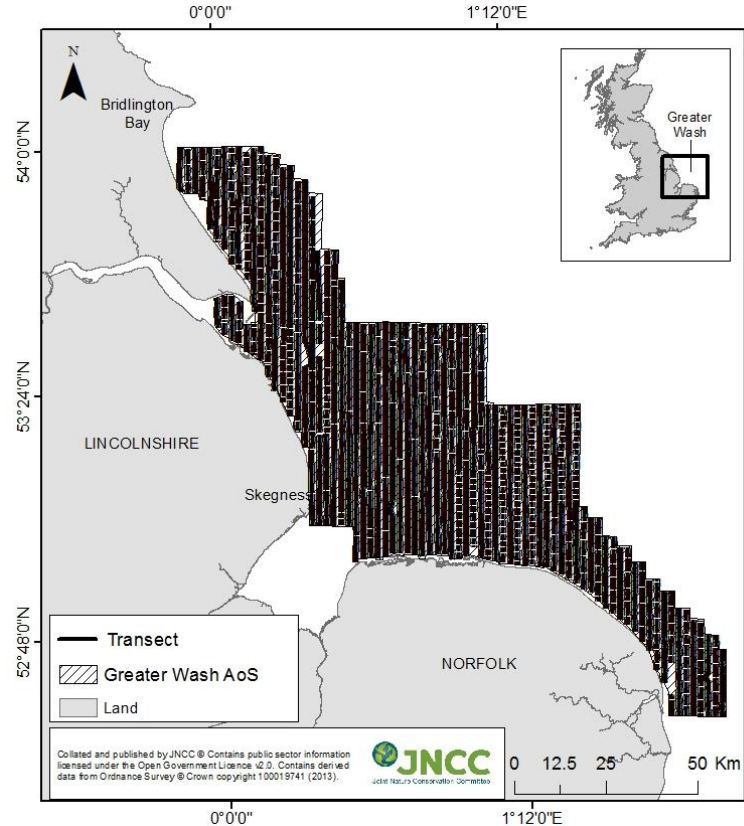 0°0'0"
1°12'0"E
N
Bridlington
Bay
Greater
Wash
54°0'0"N
53°24'0"N
LINCOLNSHIRE
Skegness
52°48'0"N
Transect
Greater Wash AoS
Land
NORFOLK
Collated and published by JNCC © Contains public sector information
licensed under the Open Government Licence v2.0. Contains derived
data from Ordnance Survey © Crown copyright 100019741 (2013).
JNCC
Joint Nature Conservation Committee
0 12.5 25 50 Km
0°0'0"E
1°12'0"E